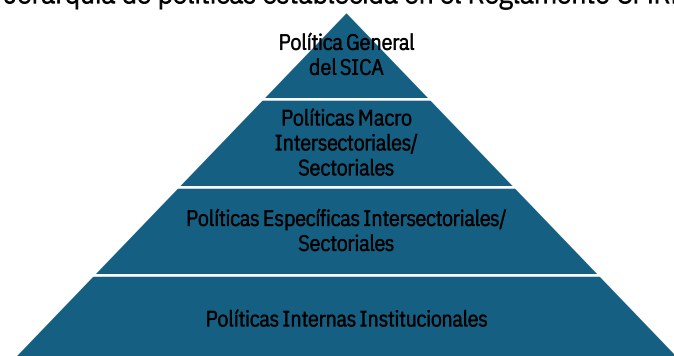 de políticas establecida en el Reglamento
Política General
del SICA
Políticas Macro
Intersectoriales/
Sectoriales
Políticas Específicas Intersectoriales/
Sectoriales
Políticas Internas Institucionales